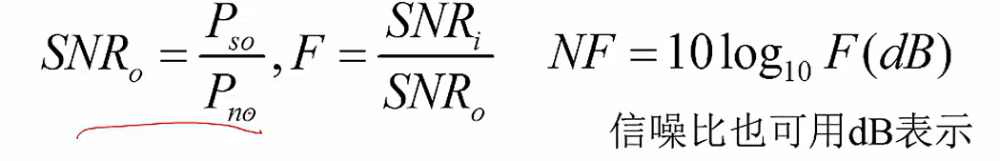 SNR_o = P_so / P_no , F = SNR_i / SNR_o NF = 10 log_10 F(dB)
信噪比也可用dB表示